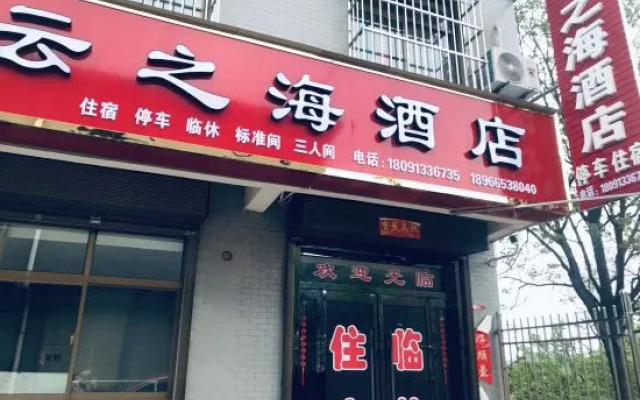 云之海酒店
住宿 停车 临休 标准间 三人间 电话：18091336735 18966538040
之海酒店
停车住宿
欢迎光临
住 临